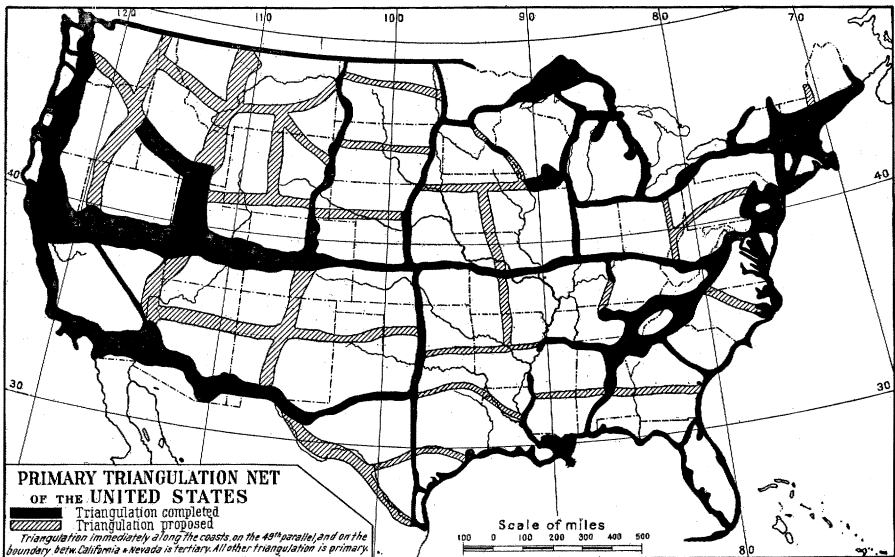 120 110 100 90 80 70
40 40
30 30
PRIMARY TRIANGULATION NET
OF THE UNITED STATES
Triangulation completed
Triangulation proposed
Triangulation immediately along the coasts, on the 49th parallel, and on the
boundary betw. California & Nevada is tertiary. All other triangulation is primary.
Scale of miles
100 0 100 200 300 400 500
80